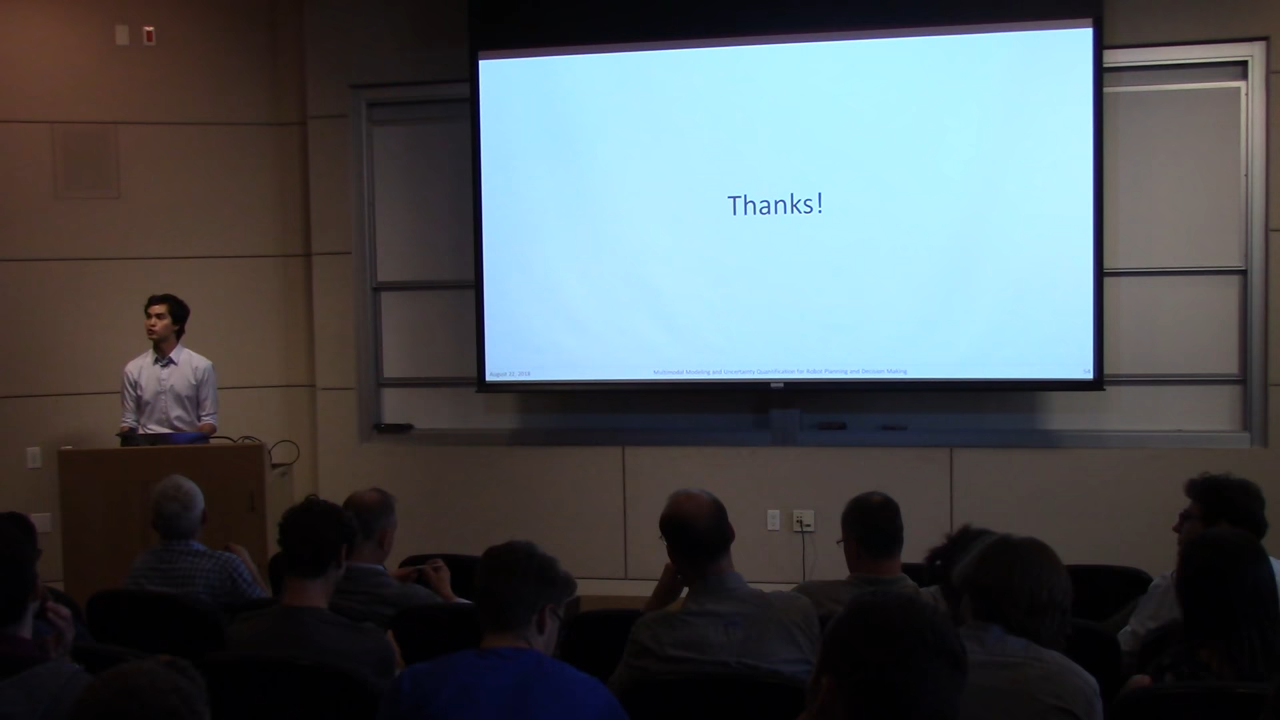 Thanks!
August 22, 2018
Multimodal Modeling and Uncertainty Quantification for Robot Planning and Decision Making